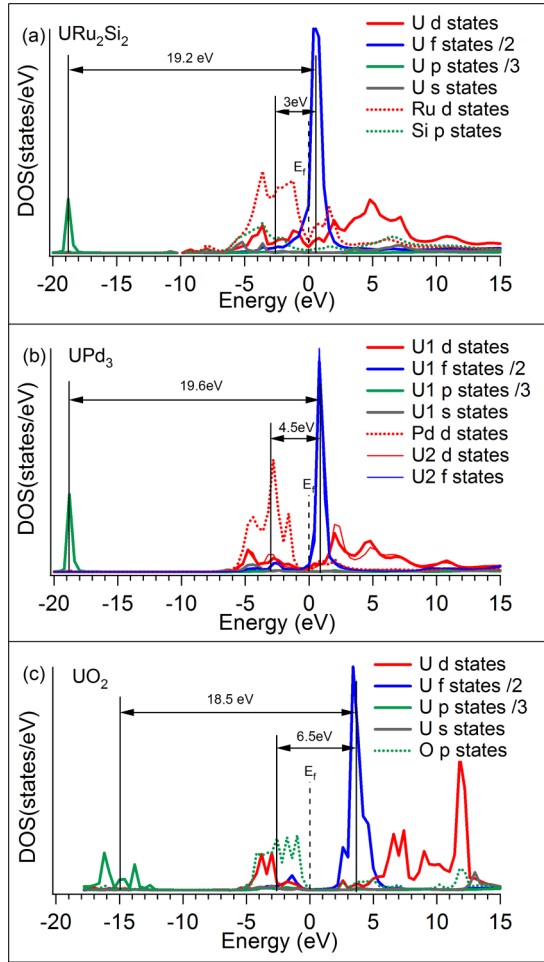 (a) URu2Si2
U d states
U f states /2
U p states /3
U s states
Ru d states
Si p states
19.2 eV
3eV
Ef
DOS(states/eV)
-20 -15 -10 -5 0 5 10 15
Energy (eV)
(b) UPd3
U1 d states
U1 f states /2
U1 p states /3
U1 s states
Pd d states
U2 d states
U2 f states
19.6eV
4.5eV
Ef
DOS(states/eV)
-20 -15 -10 -5 0 5 10 15
Energy (eV)
(c) UO2
U d states
U f states /2
U p states /3
U s states
O p states
18.5 eV
6.5eV
Ef
DOS(states/eV)
-20 -15 -10 -5 0 5 10 15
Energy (eV)